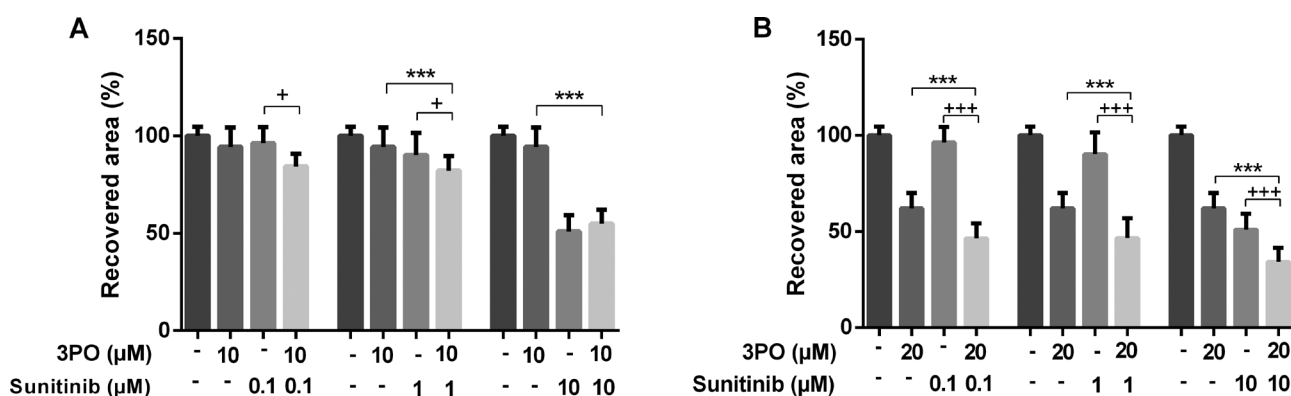 A
B
150
100
50
0
Recovered area (%)
+
***
+
***
3PO (µM) - 10 - 10 - 10 - 10 - 10 - 10
Sunitinib (µM) - - 0.1 0.1 - - 1 1 - - 10 10
150
100
50
0
Recovered area (%)
***
+++
***
+++
***
+++
3PO (µM) - 20 - 20 - 20 - 20 - 20 - 20
Sunitinib (µM) - - 0.1 0.1 - - 1 1 - - 10 10